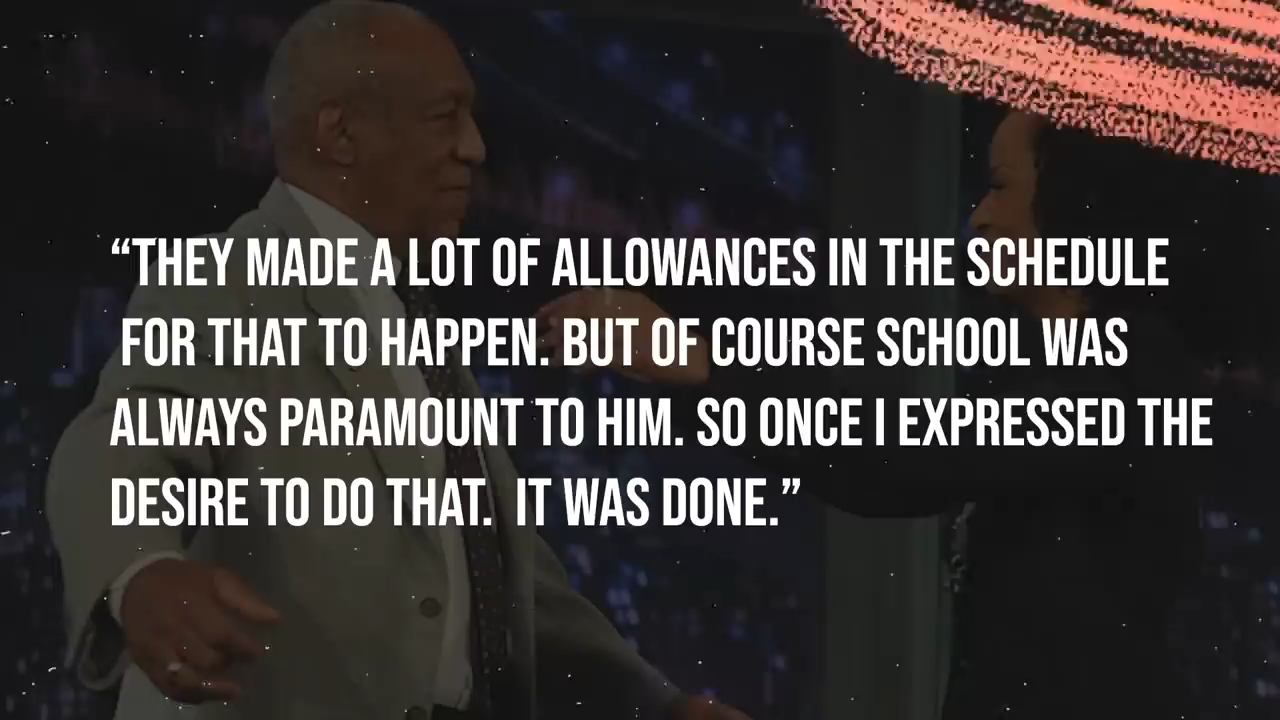 “THEY MADE A LOT OF ALLOWANCES IN THE SCHEDULE
FOR THAT TO HAPPEN. BUT OF COURSE SCHOOL WAS
ALWAYS PARAMOUNT TO HIM. SO ONCE I EXPRESSED THE
DESIRE TO DO THAT.  IT WAS DONE.”